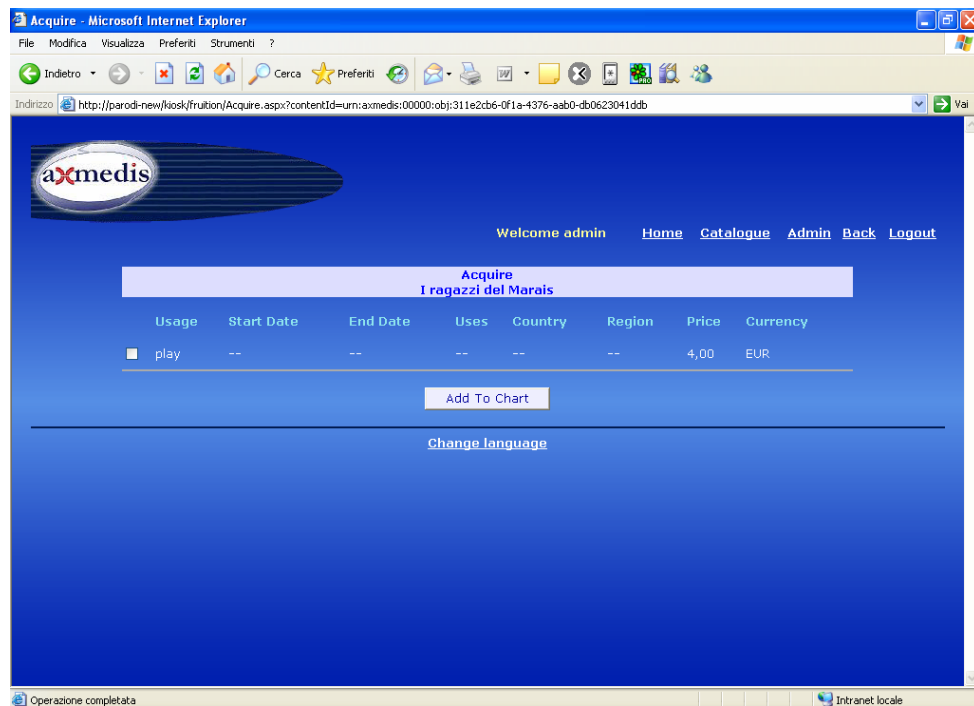 Acquire - Microsoft Internet Explorer
File Modifica Visualizza Preferiti Strumenti ?
Indietro Cerca Preferiti
Indirizzo http://parodi-new/kiosk/fruition/Acquire.aspx?contentId=urn:axmedis:00000:obj:311e2cb6-0f1a-4376-aab0-db0623041ddb Vai
axmedis
Welcome admin Home Catalogue Admin Back Logout
Acquire
I ragazzi del Marais
Usage Start Date End Date Uses Country Region Price Currency
play -- -- -- -- -- 4,00 EUR
Add To Chart
Change language
Operazione completata Intranet locale